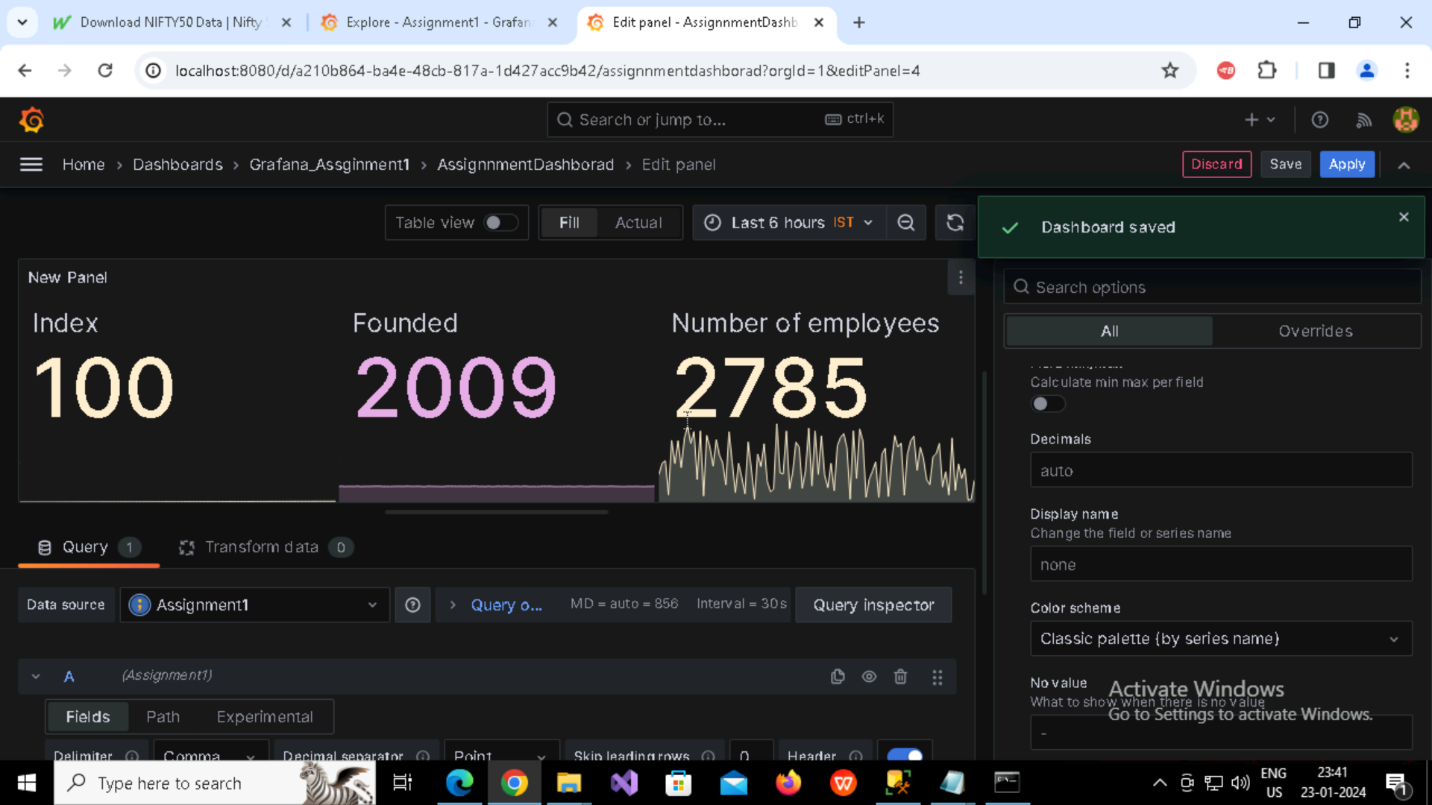 Download NIFTY50 Data | Nifty
Explore - Assignment1 - Grafan
Edit panel - AssignnmentDashb
localhost:8080/d/a210b864-ba4e-48cb-817a-1d427acc9b42/assignnmentdashborad?orgId=1&editPanel=4
Search or jump to...
ctrl+k
Home › Dashboards › Grafana_Assginment1 › AssignnmentDashborad › Edit panel
Discard
Save
Apply
Table view
Fill
Actual
Last 6 hours IST
Dashboard saved
New Panel
Index
100
Founded
2009
Number of employees
2785
Search options
All
Overrides
Calculate min max per field
Decimals
auto
Display name
Change the field or series name
none
Color scheme
Classic palette (by series name)
No value
What to show when there is no value
-
Query 1
Transform data 0
Data source
Assignment1
Query o...
MD = auto = 856
Interval = 30s
Query inspector
A
(Assignment1)
Fields
Path
Experimental
Delimiter
Comma
Decimal separator
Point
Skip leading rows
0
Header
Activate Windows
Go to Settings to activate Windows.
Type here to search
ENG
US
23:41
23-01-2024
1